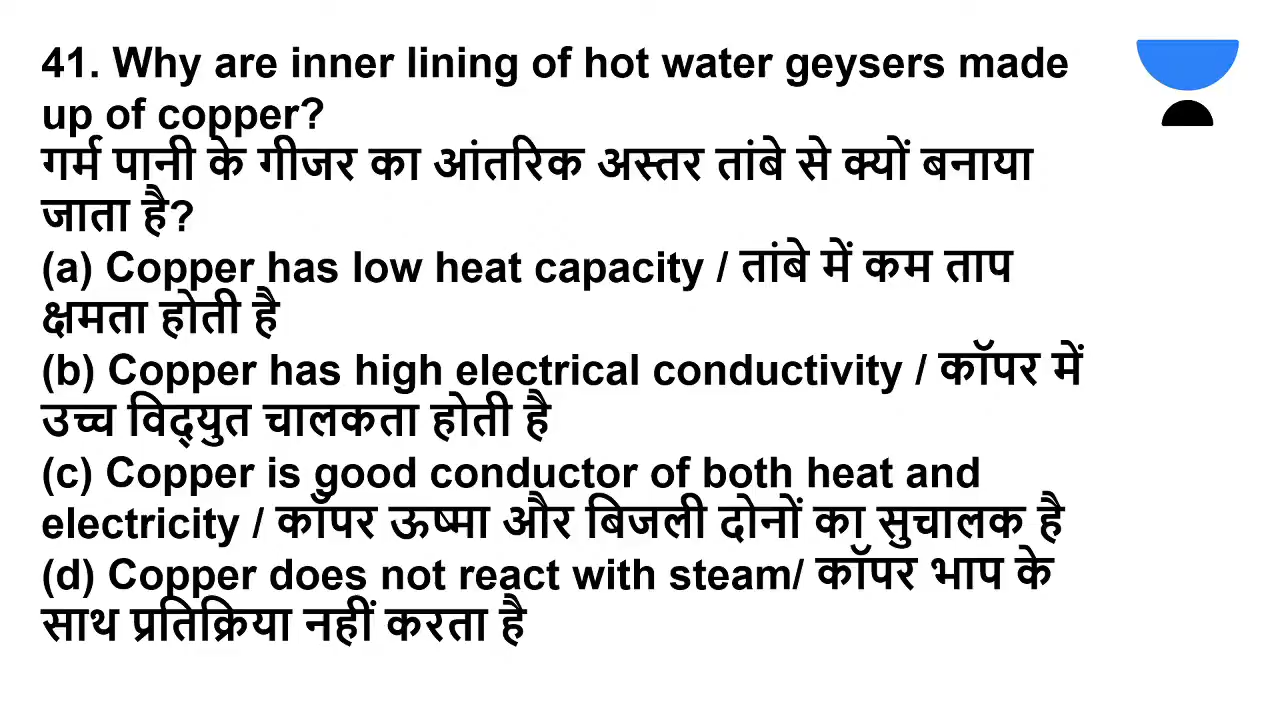 41. Why are inner lining of hot water geysers made
up of copper?
गर्म पानी के गीजर का आंतरिक अस्तर तांबे से क्यों बनाया
जाता है?
(a) Copper has low heat capacity / तांबे में कम ताप
क्षमता होती है
(b) Copper has high electrical conductivity / कॉपर में
उच्च विद्युत चालकता होती है
(c) Copper is good conductor of both heat and
electricity / कॉपर ऊष्मा और बिजली दोनों का सुचालक है
(d) Copper does not react with steam/ कॉपर भाप के
साथ प्रतिक्रिया नहीं करता है